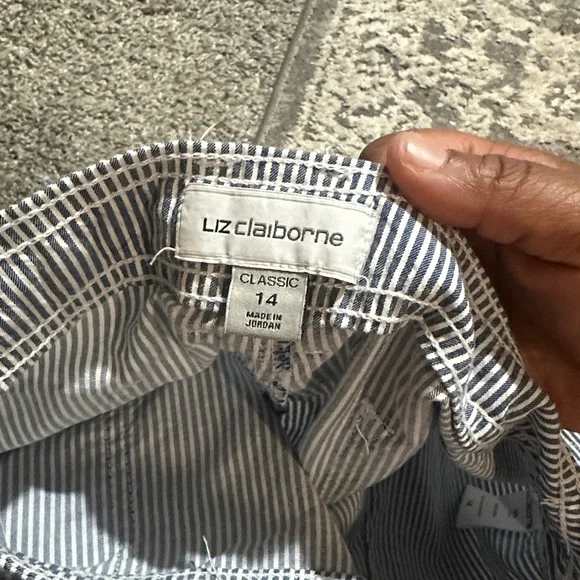 Liz claiborne
CLASSIC
14
MADE IN
JORDAN